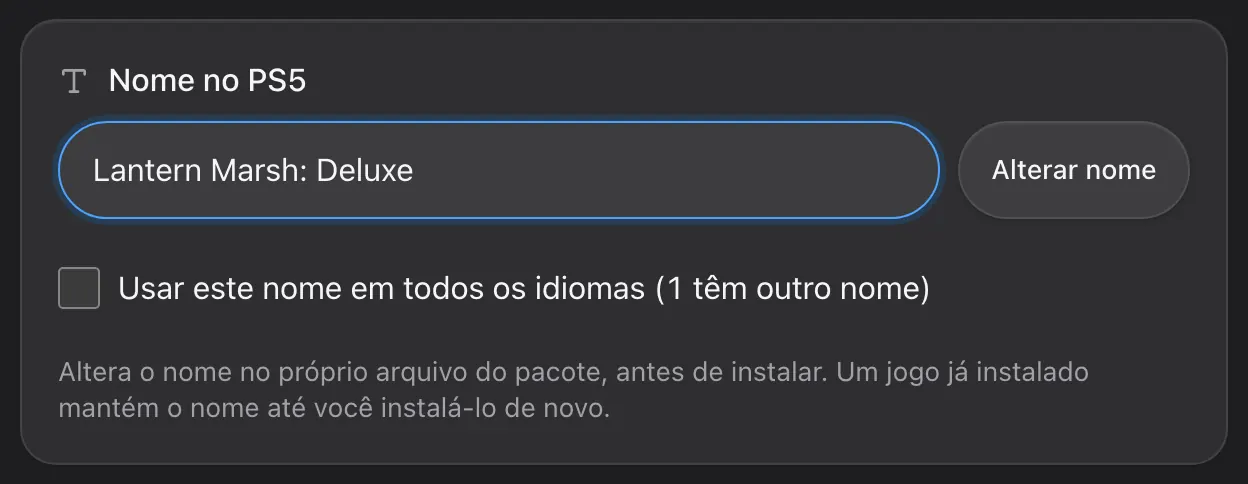 Nome no PS5
Lantern Marsh: Deluxe
Alterar nome
Usar este nome em todos os idiomas (1 têm outro nome)
Altera o nome no próprio arquivo do pacote, antes de instalar. Um jogo já instalado
mantém o nome até você instalá-lo de novo.